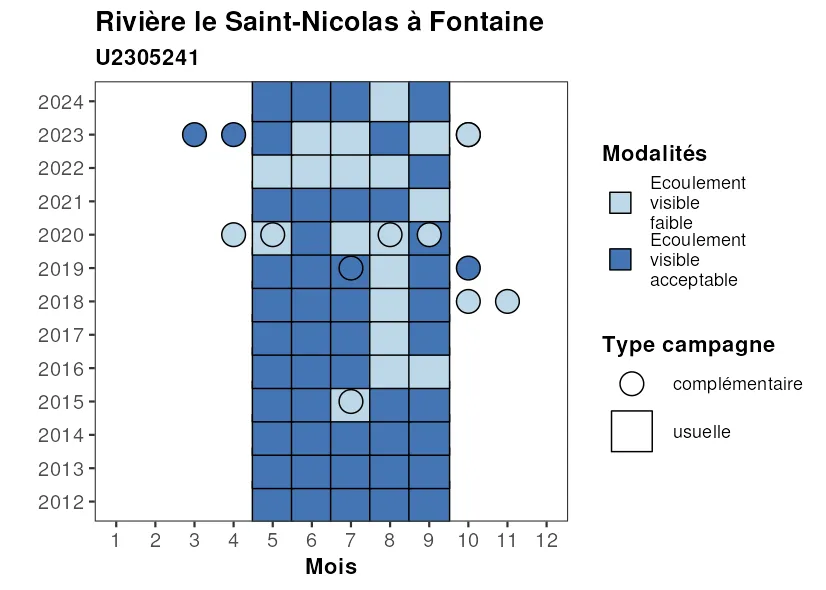 Rivière le Saint-Nicolas à Fontaine
U2305241
2024
2023
2022
2021
2020
2019
2018
2017
2016
2015
2014
2013
2012
1 2 3 4 5 6 7 8 9 10 11 12
Mois
Modalités
Ecoulement
visible
faible
Ecoulement
visible
acceptable
Type campagne
complémentaire
usuelle